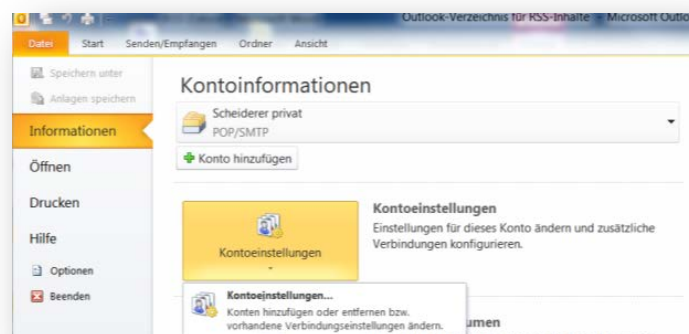 Outlook-Verzeichnis für RSS-Inhalte - Microsoft Outlo
Datei Start Senden/Empfangen Ordner Ansicht
Speichern unter
Anlagen speichern
Informationen
Öffnen
Drucken
Hilfe
Optionen
Beenden
Kontoinformationen
Scheiderer privat
POP/SMTP
Konto hinzufügen
Kontoeinstellungen
Kontoeinstellungen
Einstellungen für dieses Konto ändern und zusätzliche
Verbindungen konfigurieren.
Kontoeinstellungen...
Konten hinzufügen oder entfernen bzw.
vorhandene Verbindungseinstellungen ändern.
umen